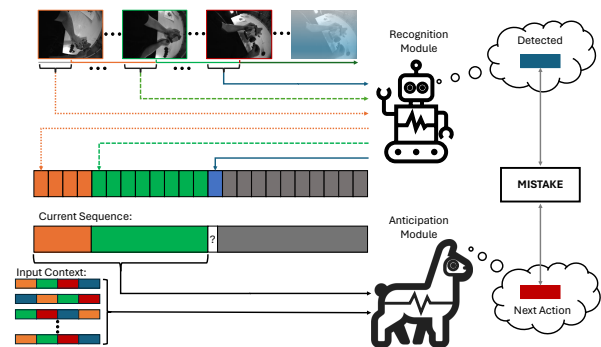 Recognition
Module
Detected
MISTAKE
Current Sequence:
?
Anticipation
Module
Input Context:
Next Action